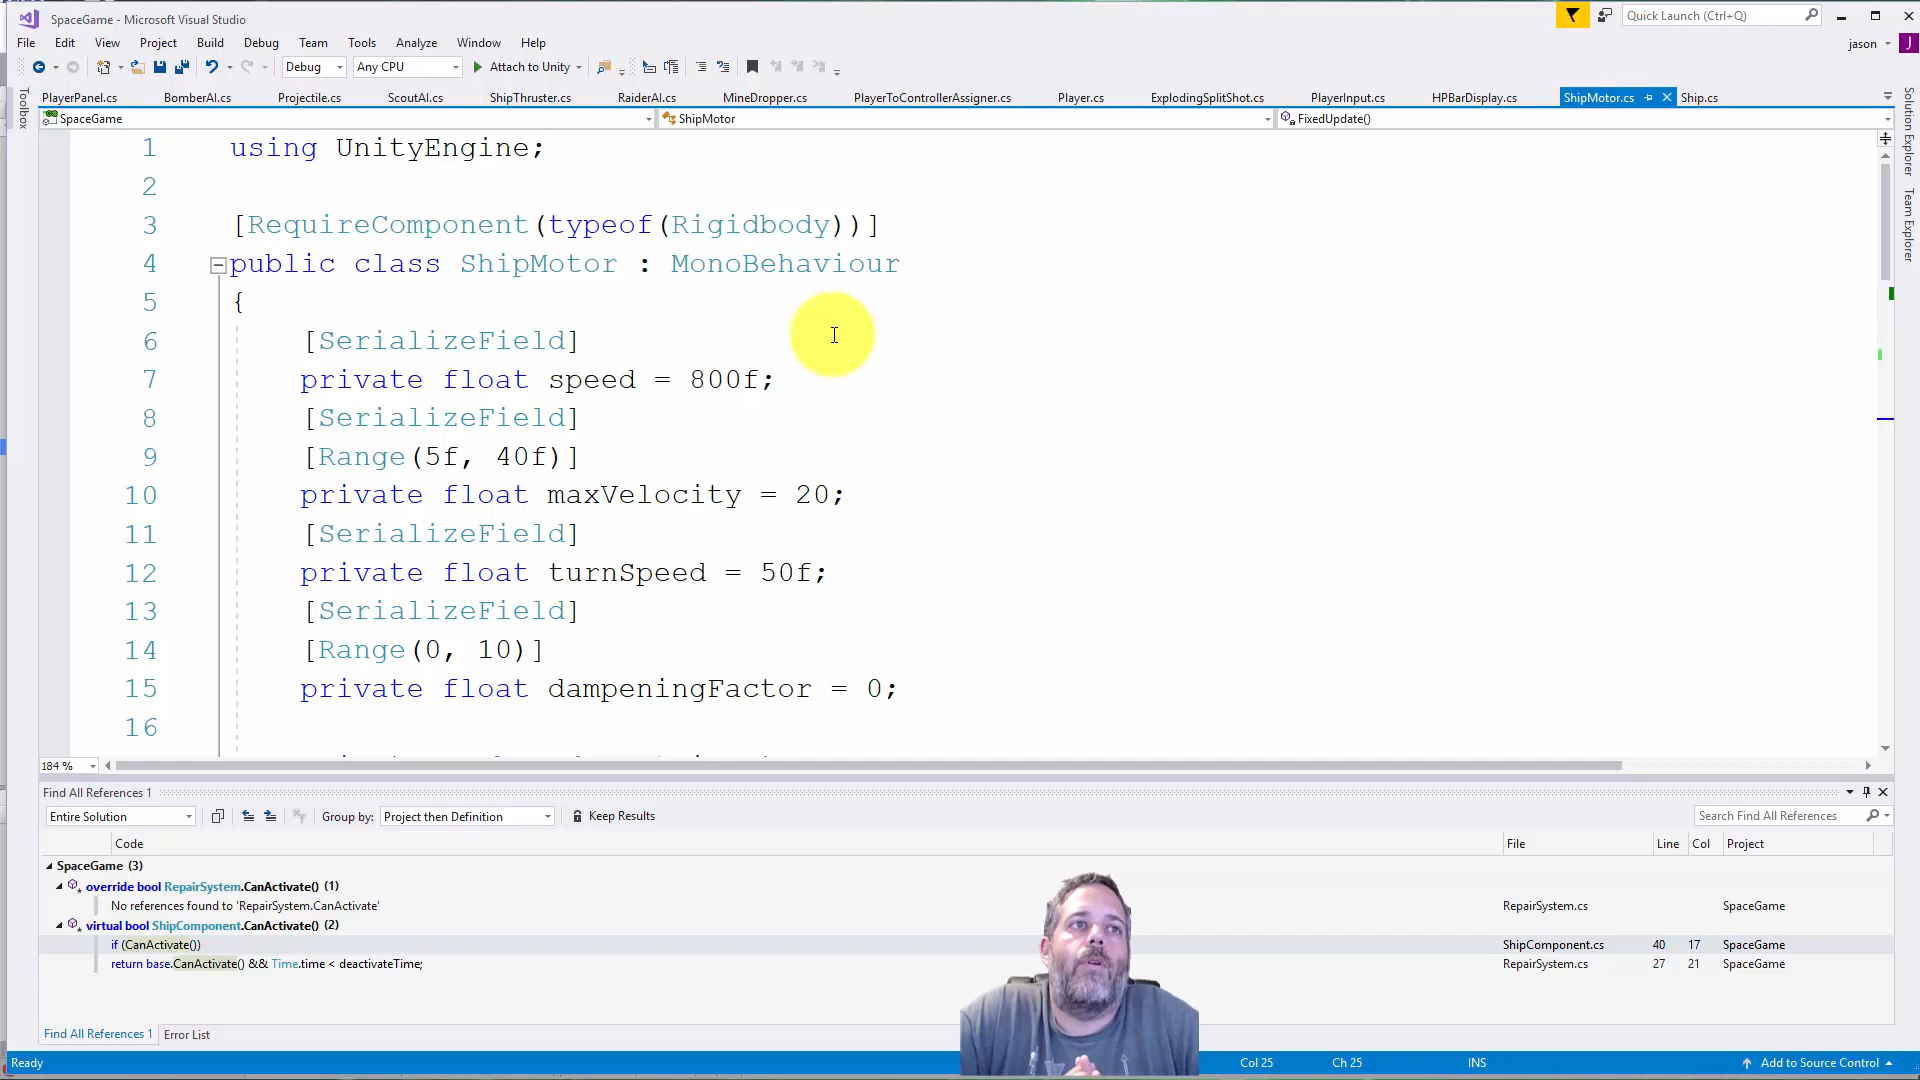 SpaceGame - Microsoft Visual Studio
Quick Launch (Ctrl+Q)
File Edit View Project Build Debug Team Tools Analyze Window Help
jason J
Debug Any CPU Attach to Unity
PlayerPanel.cs BomberAI.cs Projectile.cs ScoutAI.cs ShipThruster.cs RaiderAI.cs MineDropper.cs PlayerToControllerAssigner.cs Player.cs ExplodingSplitShot.cs PlayerInput.cs HPBarDisplay.cs ShipMotor.cs Ship.cs
Toolbox
Solution Explorer
Team Explorer
SpaceGame ShipMotor FixedUpdate()
1 using UnityEngine;
2
3 [RequireComponent(typeof(Rigidbody))]
4 public class ShipMotor : MonoBehaviour
5 {
6 [SerializeField]
7 private float speed = 800f;
8 [SerializeField]
9 [Range(5f, 40f)]
10 private float maxVelocity = 20;
11 [SerializeField]
12 private float turnSpeed = 50f;
13 [SerializeField]
14 [Range(0, 10)]
15 private float dampeningFactor = 0;
16
184 %
Find All References 1
Entire Solution Group by: Project then Definition Keep Results Search Find All References
Code File Line Col Project
SpaceGame (3)
override bool RepairSystem.CanActivate() (1)
No references found to 'RepairSystem.CanActivate' RepairSystem.cs SpaceGame
virtual bool ShipComponent.CanActivate() (2)
if (CanActivate()) ShipComponent.cs 40 17 SpaceGame
return base.CanActivate() && Time.time < deactivateTime; RepairSystem.cs 27 21 SpaceGame
Find All References 1 Error List
Ready Col 25 Ch 25 INS Add to Source Control